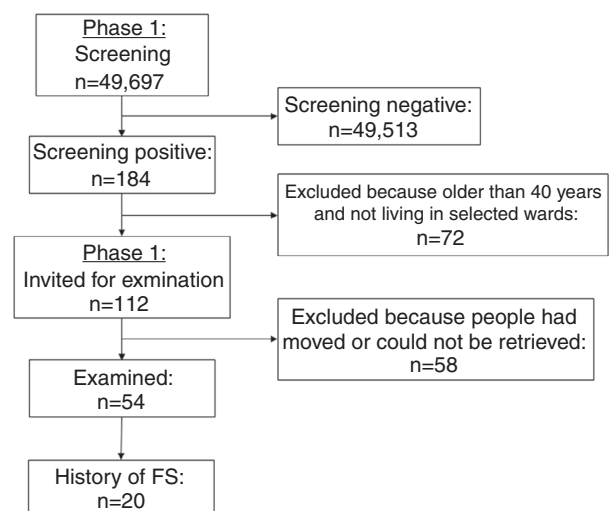 Phase 1:
Screening
n=49,697
Screening negative:
n=49,513
Screening positive:
n=184
Excluded because older than 40 years
and not living in selected wards:
n=72
Phase 1:
Invited for exmination
n=112
Excluded because people had
moved or could not be retrieved:
n=58
Examined:
n=54
History of FS:
n=20